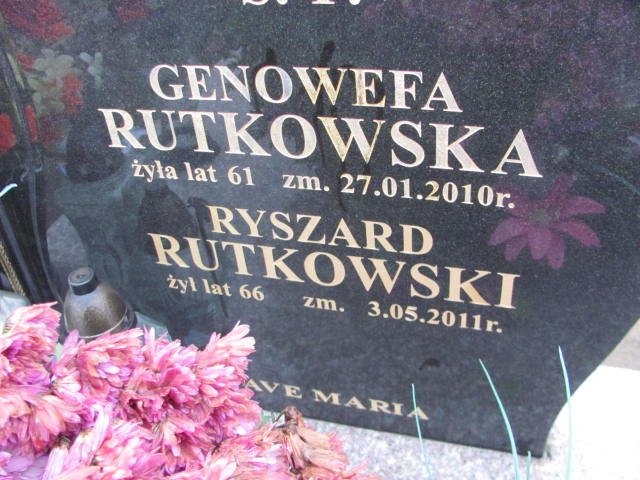 Ś. P.
GENOWEFA
RUTKOWSKA
żyła lat 61 zm. 27.01.2010r.
RYSZARD
RUTKOWSKI
żył lat 66 zm. 3.05.2011r.
AVE MARIA